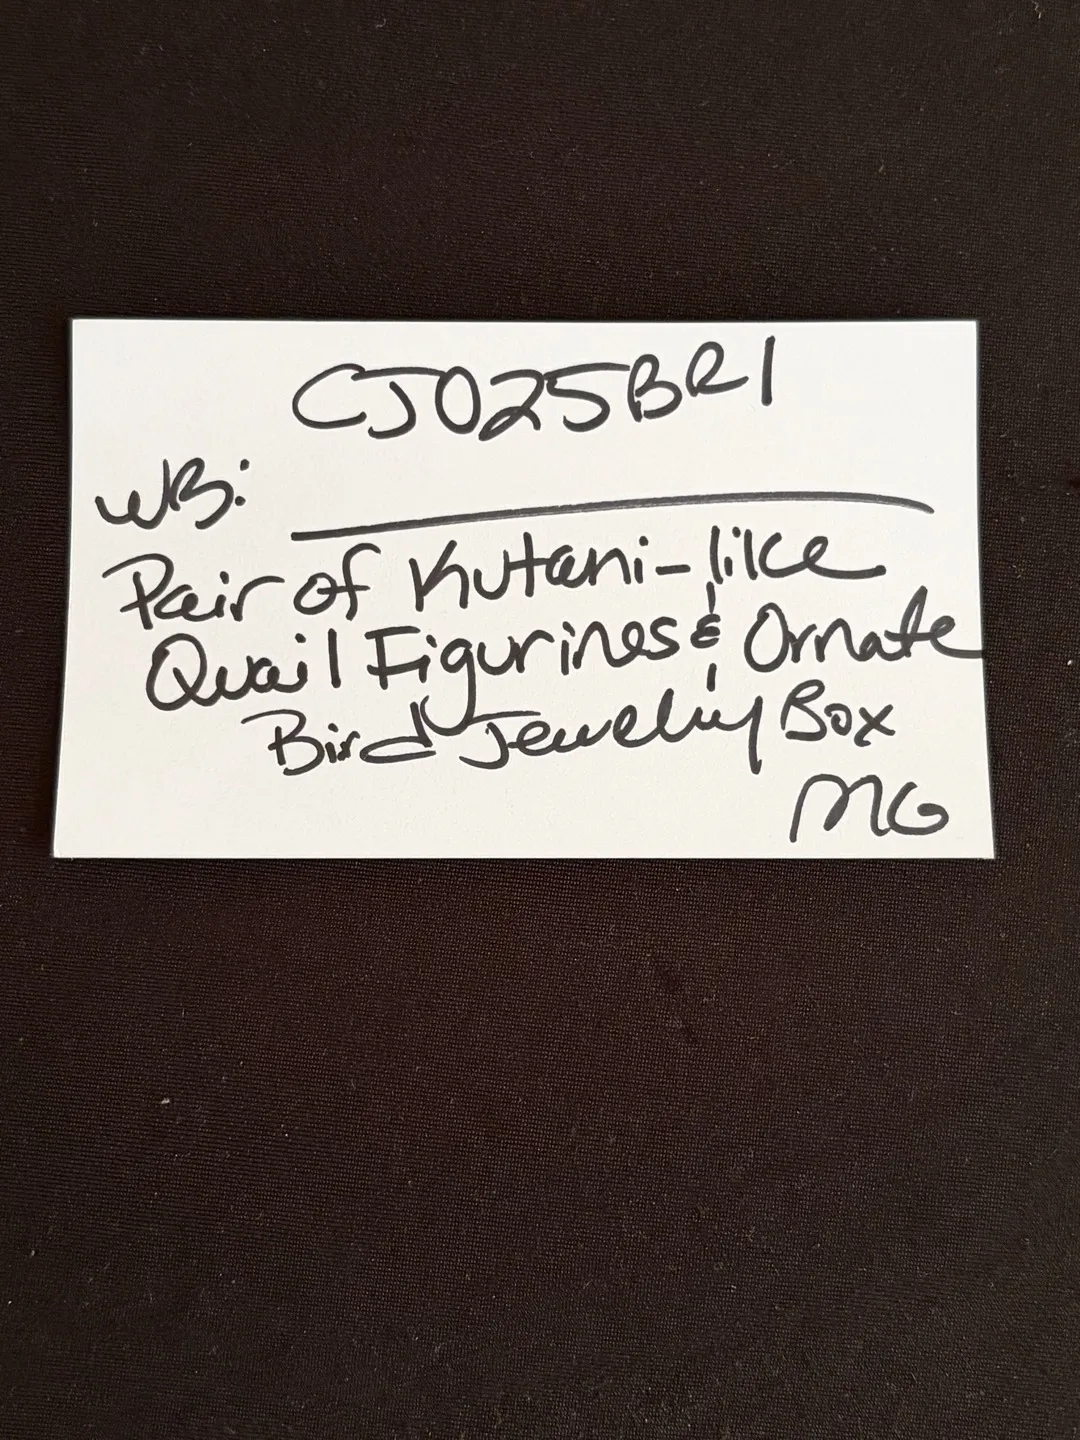 CJ025BR1
WB:
Pair of Kutani-like
Quail Figurines & Ornate
Bird Jewelry Box
MG